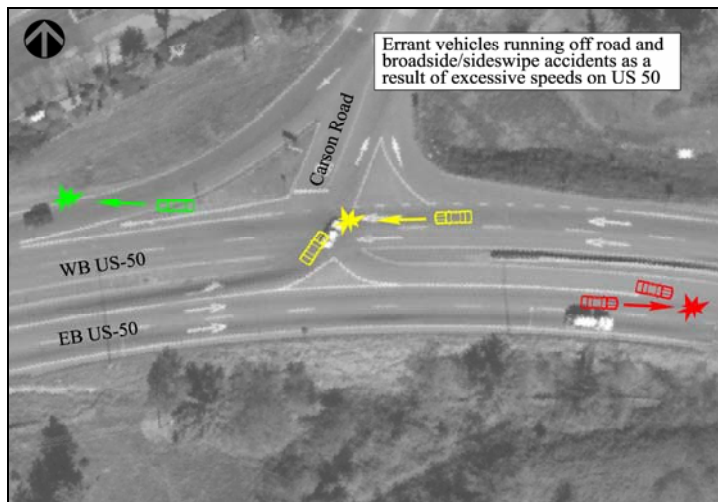 Errant vehicles running off road and
broadside/sideswipe accidents as a
result of excessive speeds on US 50
Carson Road
WB US-50
EB US-50